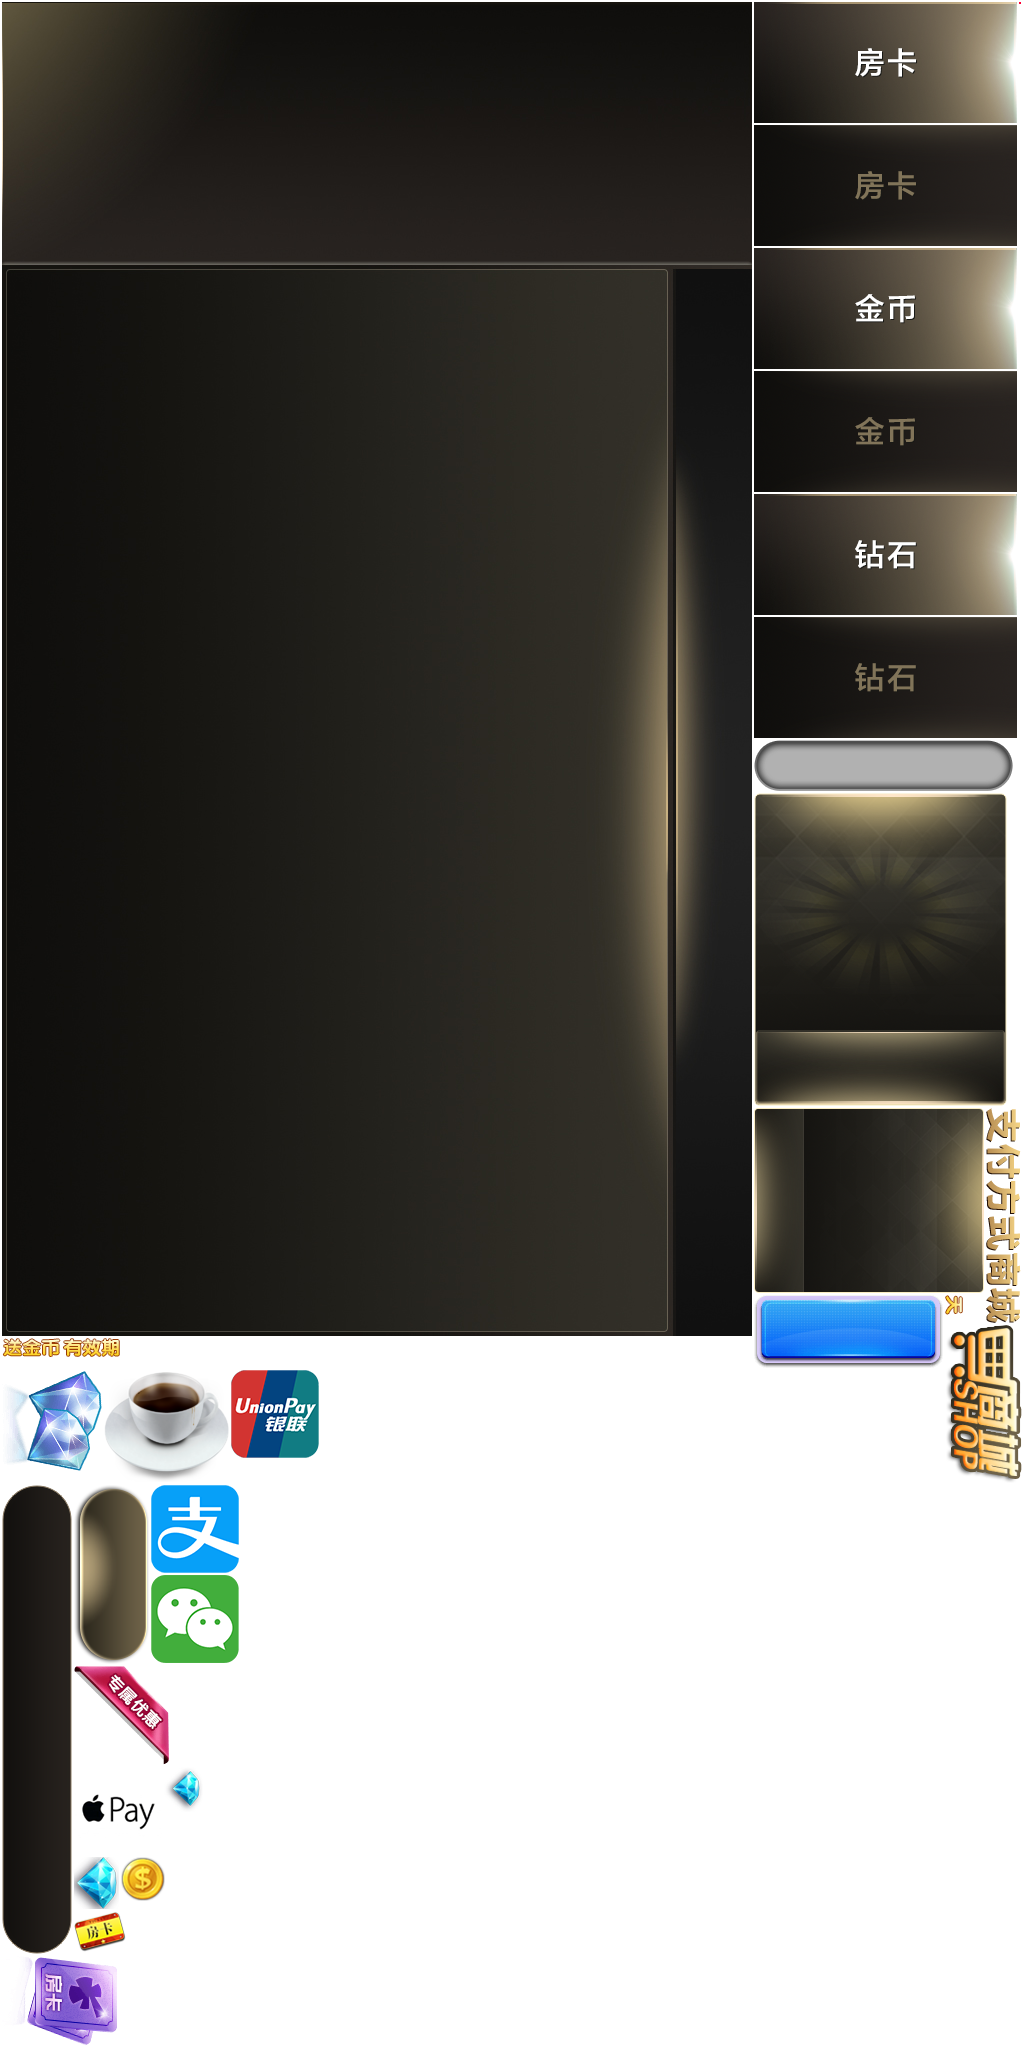 房卡
房卡
金币
金币
钻石
钻石
支付方式商城
天
商城
SHOP
送金币 有效期
UnionPay
银联
支
专属优惠
Pay
$
房卡
房卡